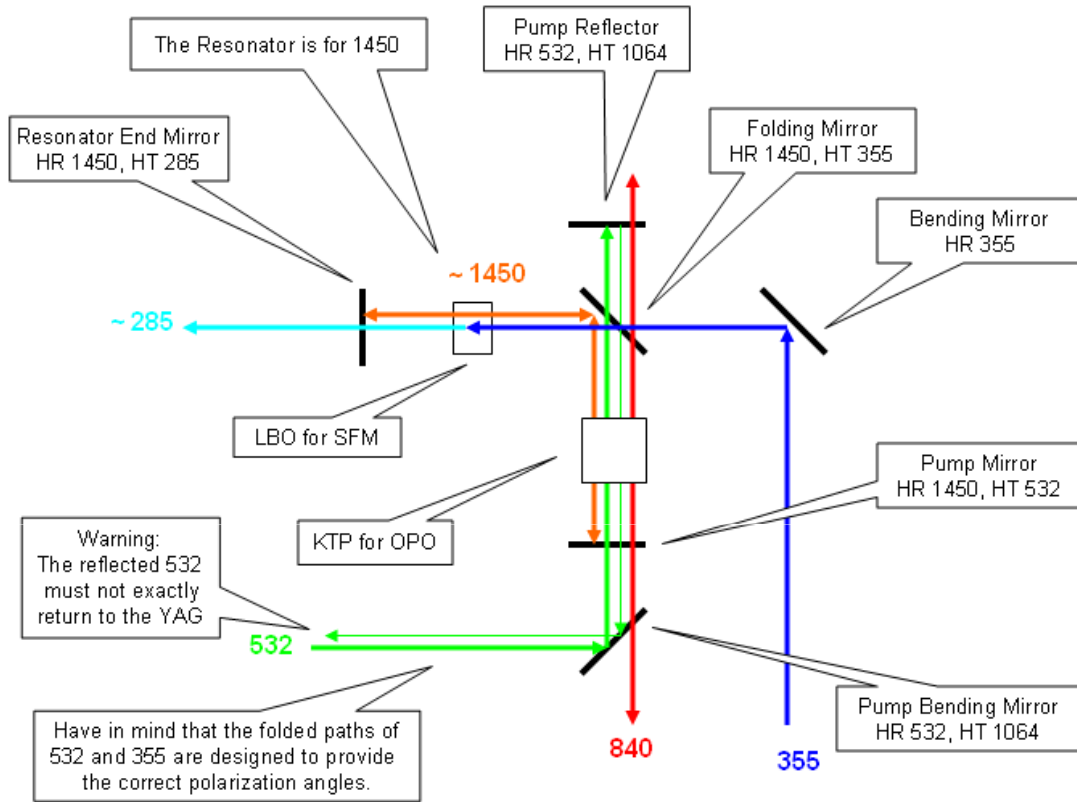 The Resonator is for 1450
Pump Reflector
HR 532, HT 1064
Resonator End Mirror
HR 1450, HT 285
Folding Mirror
HR 1450, HT 355
Bending Mirror
HR 355
~ 1450
~ 285
LBO for SFM
KTP for OPO
Pump Mirror
HR 1450, HT 532
Warning:
The reflected 532
must not exactly
return to the YAG
532
Have in mind that the folded paths of
532 and 355 are designed to provide
the correct polarization angles.
840
355
Pump Bending Mirror
HR 532, HT 1064